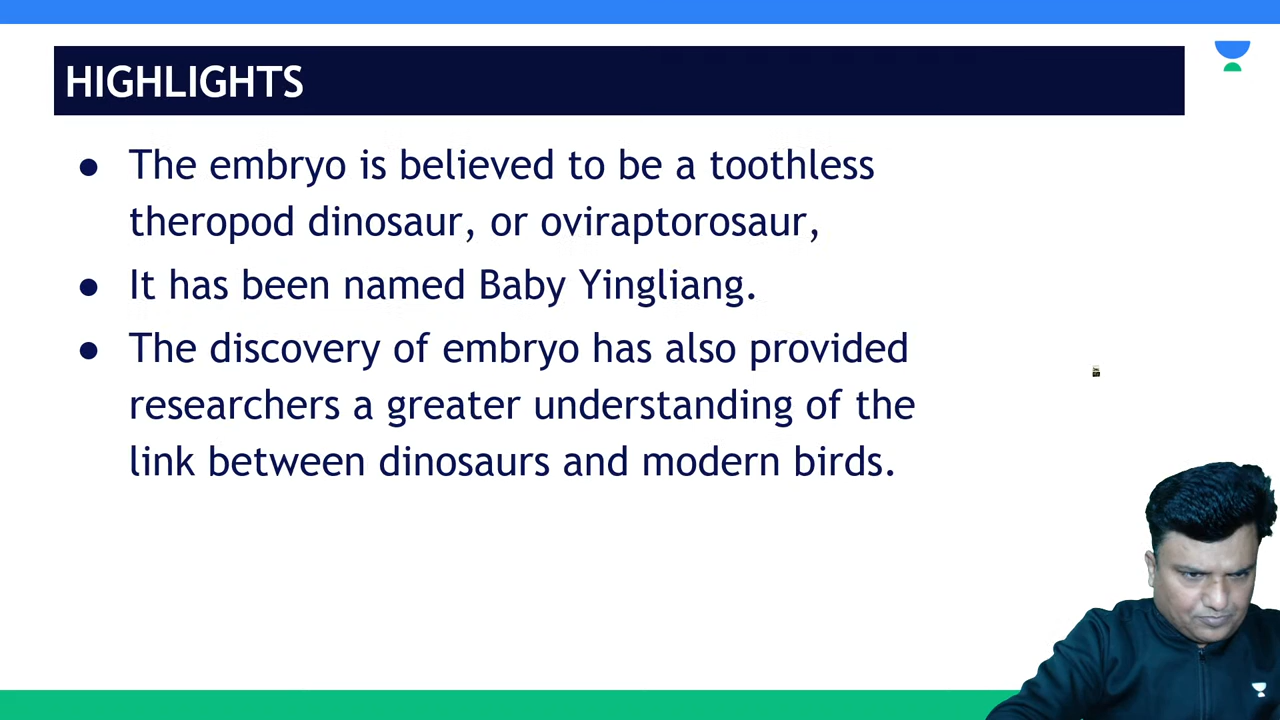 HIGHLIGHTS
● The embryo is believed to be a toothless
theropod dinosaur, or oviraptorosaur,
● It has been named Baby Yingliang.
● The discovery of embryo has also provided
researchers a greater understanding of the
link between dinosaurs and modern birds.